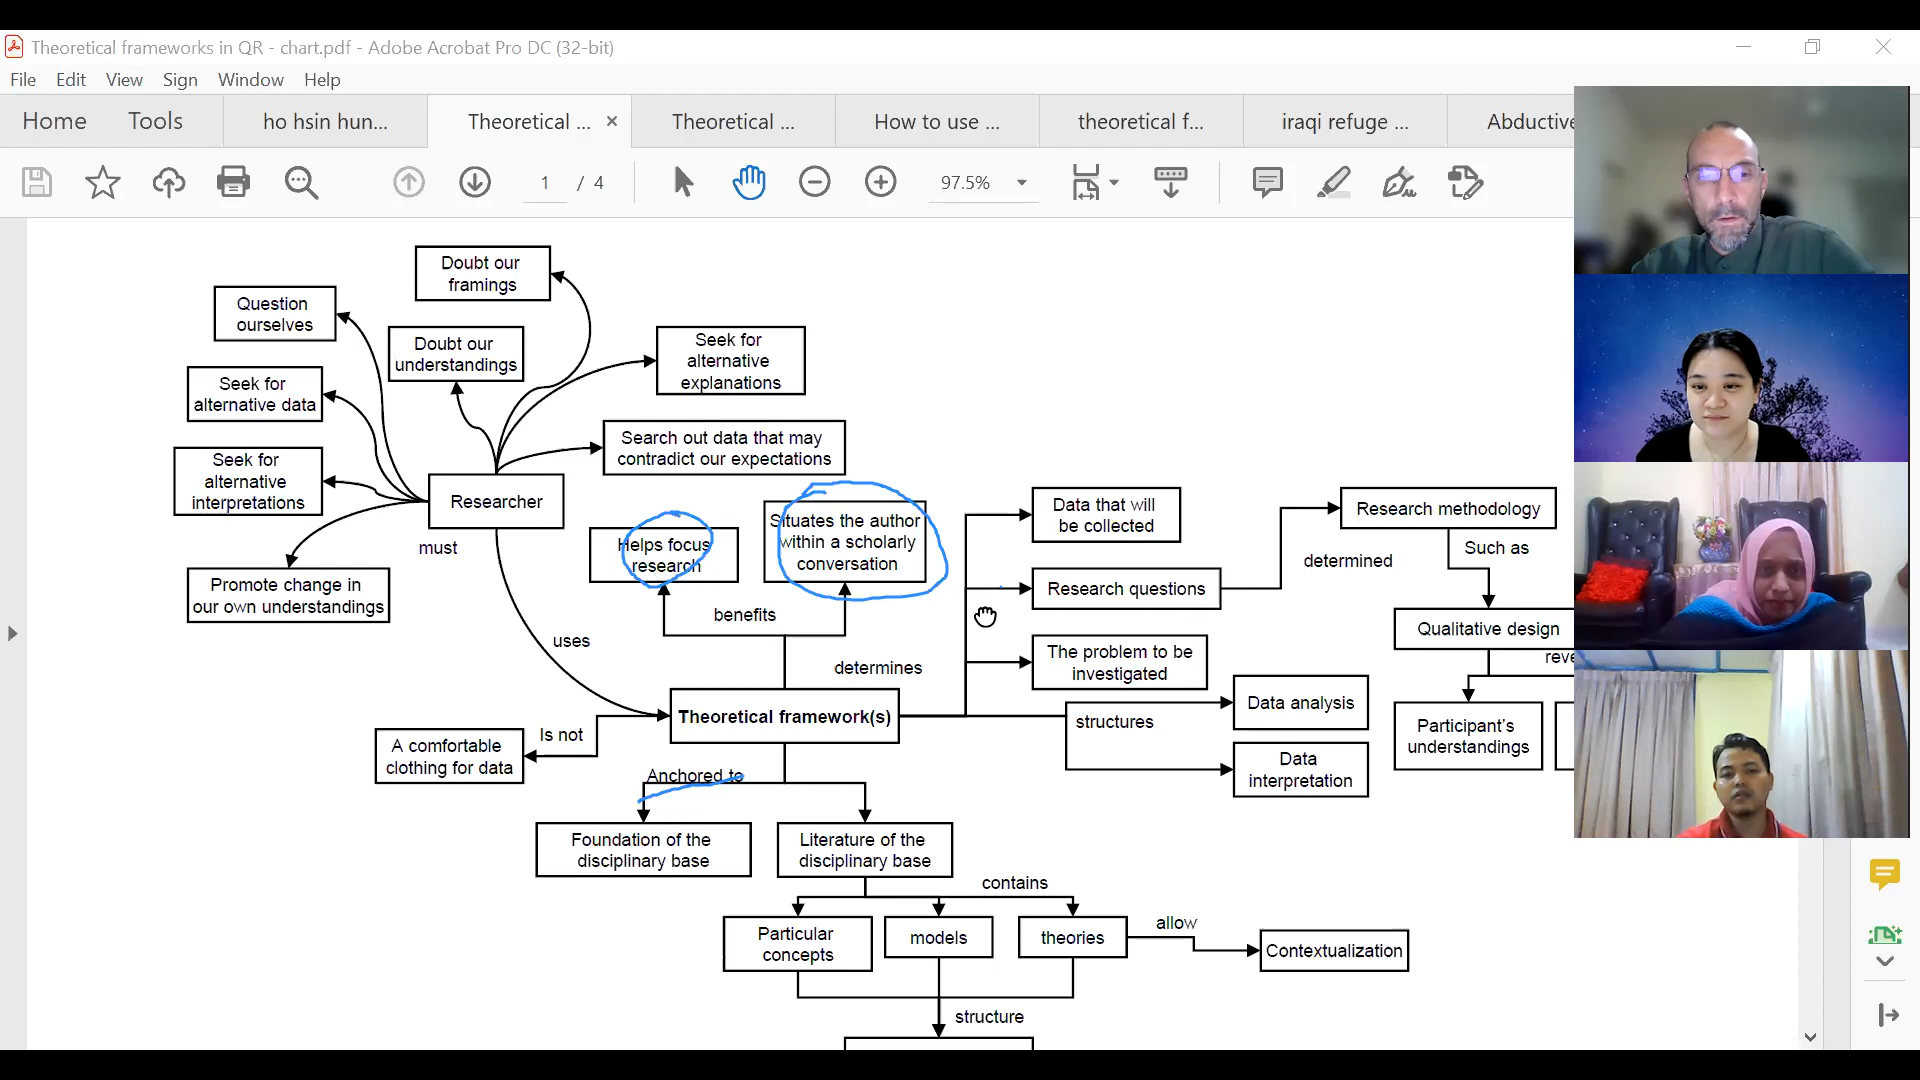 Theoretical frameworks in QR - chart.pdf - Adobe Acrobat Pro DC (32-bit)
File Edit View Sign Window Help
Home Tools ho hsin hun... Theoretical ... × Theoretical ... How to use ... theoretical f... iraqi refuge ... Abductive
1 / 4 97.5%
Doubt our
framings
Question
ourselves
Doubt our
understandings
Seek for
alternative
explanations
Seek for
alternative data
Search out data that may
contradict our expectations
Seek for
alternative
interpretations
Researcher
must
Promote change in
our own understandings
uses
Helps focus
research
Situates the author
within a scholarly
conversation
benefits
determines
Data that will
be collected
Research questions
The problem to be
investigated
determined
Research methodology
Such as
Qualitative design
reve
Participant's
understandings
Theoretical framework(s)
structures
Data analysis
Data
interpretation
Is not
A comfortable
clothing for data
Anchored to
Foundation of the
disciplinary base
Literature of the
disciplinary base
contains
Particular
concepts
models
theories
allow
Contextualization
structure